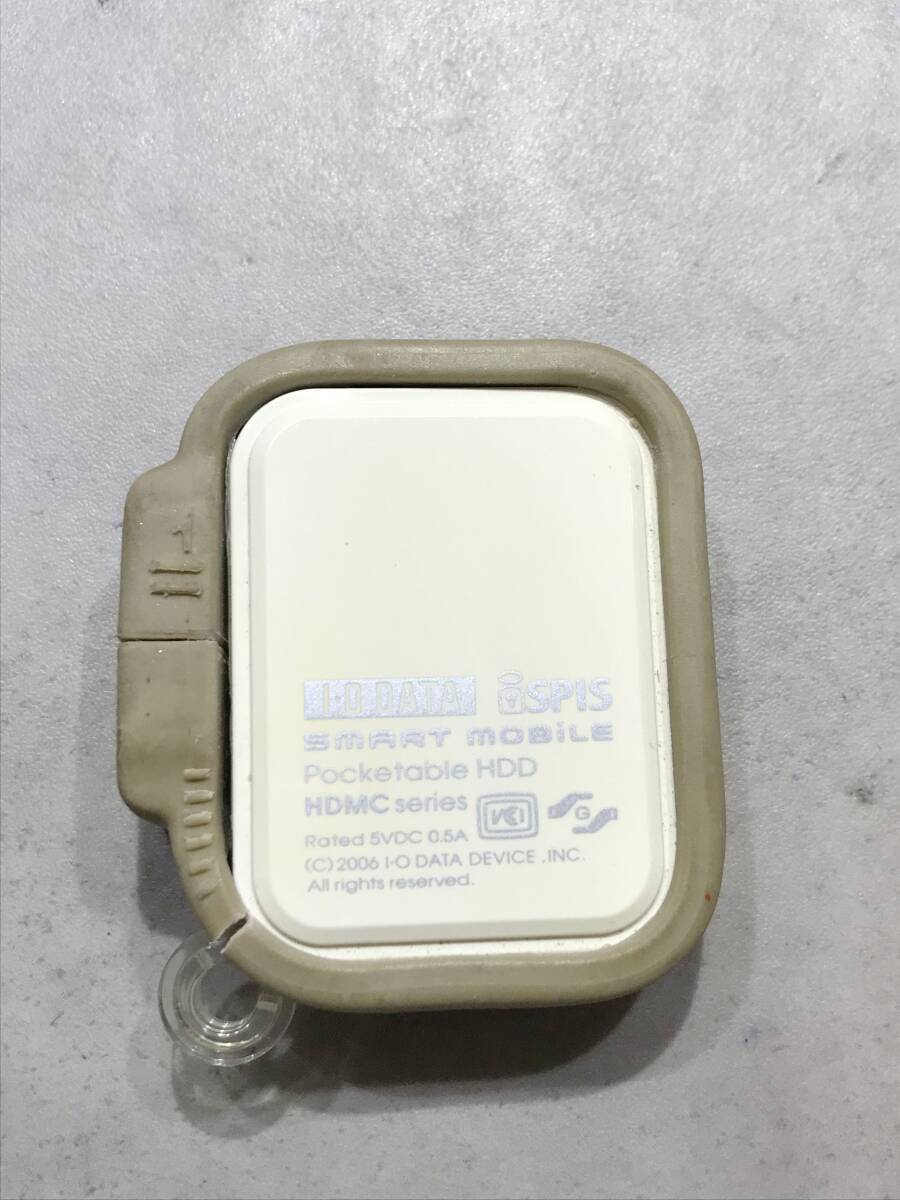 I-O DATA iSPIS
SMART MOBILE
Pocketable HDD
HDMC series VCI G
Rated 5VDC 0.5A
(C) 2006 I-O DATA DEVICE ,INC.
All rights reserved.